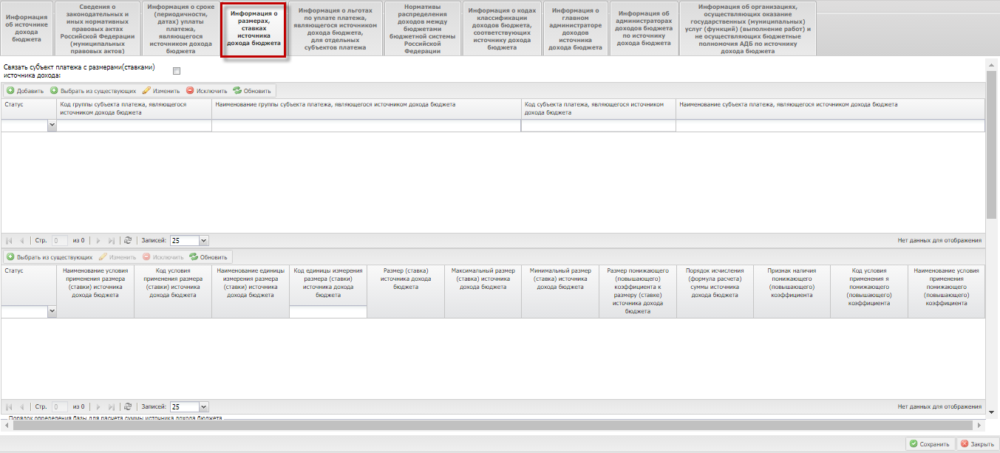 Информация
об источнике
дохода
бюджета
Сведения о
законодательных и
иных нормативных
правовых актах
Российской Федерации
(муниципальных
правовых актов)
Информация о сроке
(периодичности,
датах) уплаты
платежа,
являющегося
источником дохода
бюджета
Информация о
размерах,
ставках
источника
дохода бюджета
Информация о льготах
по уплате платежа,
являющегося источником
дохода бюджета,
для отдельных
субъектов платежа
Нормативы
распределения
доходов между
бюджетами
бюджетной системы
Российской
Федерации
Информация о кодах
классификации
доходов бюджета,
соответствующих
источнику дохода
бюджета
Информация о
главном
администраторе
доходов
источника
дохода бюджета
Информация об
администраторах
доходов бюджета
по источнику
дохода бюджета
Информация об организациях,
осуществляющих оказание
государственных (муниципальных)
услуг (функций) (выполнение работ) и
не осуществляющих бюджетные
полномочия АДБ по источнику
дохода бюджета
Связать субъект платежа с размерами(ставками)
источника дохода:
Добавить Выбрать из существующих Изменить Исключить Обновить
Статус
Код группы субъекта платежа, являющегося
источником дохода бюджета
Наименование группы субъекта платежа, являющегося источником дохода бюджета
Код субъекта платежа, являющегося источником
дохода бюджета
Наименование субъекта платежа, являющегося источником дохода бюджета
Стр. 0 из 0 Записей: 25 Нет данных для отображения
Выбрать из существующих Изменить Исключить Обновить
Статус
Наименование условия
применения размера
(ставки) источника
дохода бюджета
Код условия
применения размера
(ставки) источника
дохода бюджета
Наименование единицы
измерения размера
(ставки) источника
дохода бюджета
Код единицы измерения
размера (ставки)
источника дохода
бюджета
Размер (ставка)
источника дохода
бюджета
Максимальный размер
(ставка) источника
дохода бюджета
Минимальный размер
(ставка) источника
дохода бюджета
Размер понижающего
(повышающего)
коэффициента к
размеру (ставке)
источника дохода
бюджета
Порядок исчисления
(формула расчета)
суммы источника
дохода бюджета
Признак наличия
понижающего
(повышающего)
коэффициента
Код условия
применения я
понижающего
(повышающего)
коэффициента
Наименование условия
применения
понижающего
(повышающего)
коэффициента
Стр. 0 из 0 Записей: 25 Нет данных для отображения
Порядок определения базы для расчета суммы источника дохода бюджета
Сохранить Закрыть